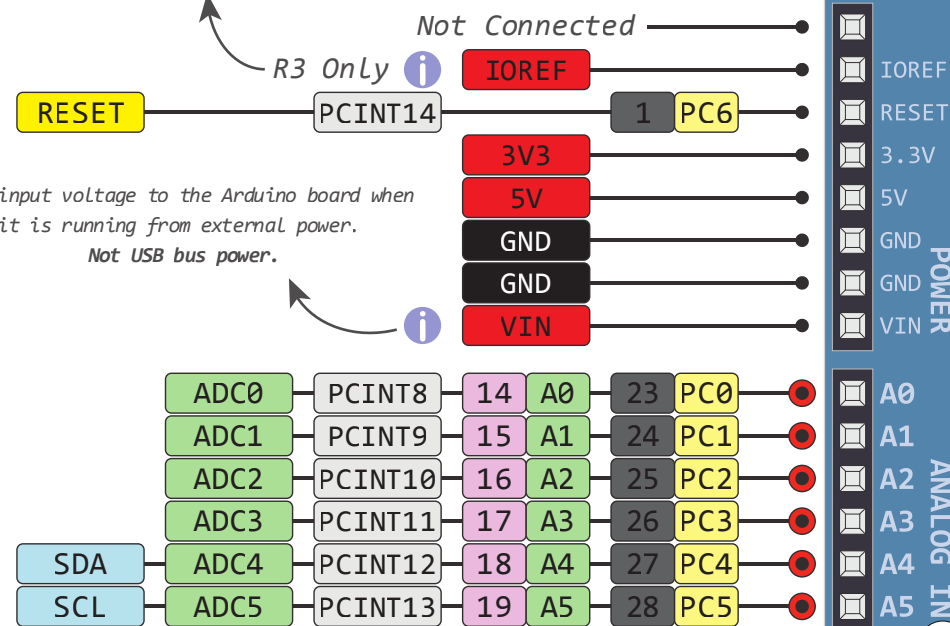 Not Connected
R3 Only i IOREF IOREF
RESET PCINT14 1 PC6 RESET
3V3 3.3V
input voltage to the Arduino board when 5V 5V
it is running from external power. GND GND
Not USB bus power. GND GND
i VIN VIN
POWER
ADC0 PCINT8 14 A0 23 PC0 A0
ADC1 PCINT9 15 A1 24 PC1 A1
ADC2 PCINT10 16 A2 25 PC2 A2
ADC3 PCINT11 17 A3 26 PC3 A3
SDA ADC4 PCINT12 18 A4 27 PC4 A4
SCL ADC5 PCINT13 19 A5 28 PC5 A5
ANALOG IN